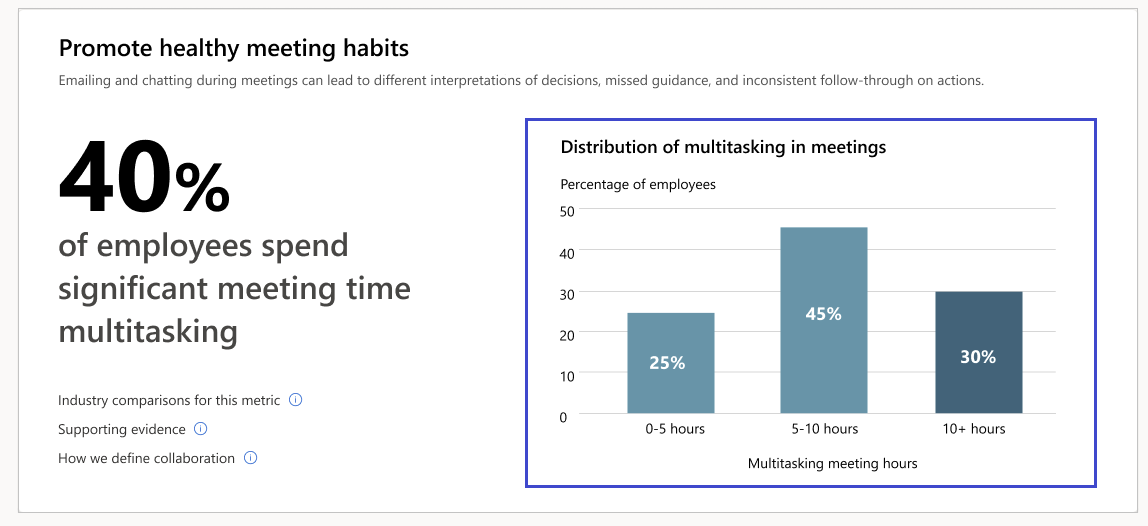 Promote healthy meeting habits
Emailing and chatting during meetings can lead to different interpretations of decisions, missed guidance, and inconsistent follow-through on actions.
40%
of employees spend
significant meeting time
multitasking
Industry comparisons for this metric
Supporting evidence
How we define collaboration
Distribution of multitasking in meetings
Percentage of employees
50
40
30
20
10
0
25%
45%
30%
0-5 hours
5-10 hours
10+ hours
Multitasking meeting hours